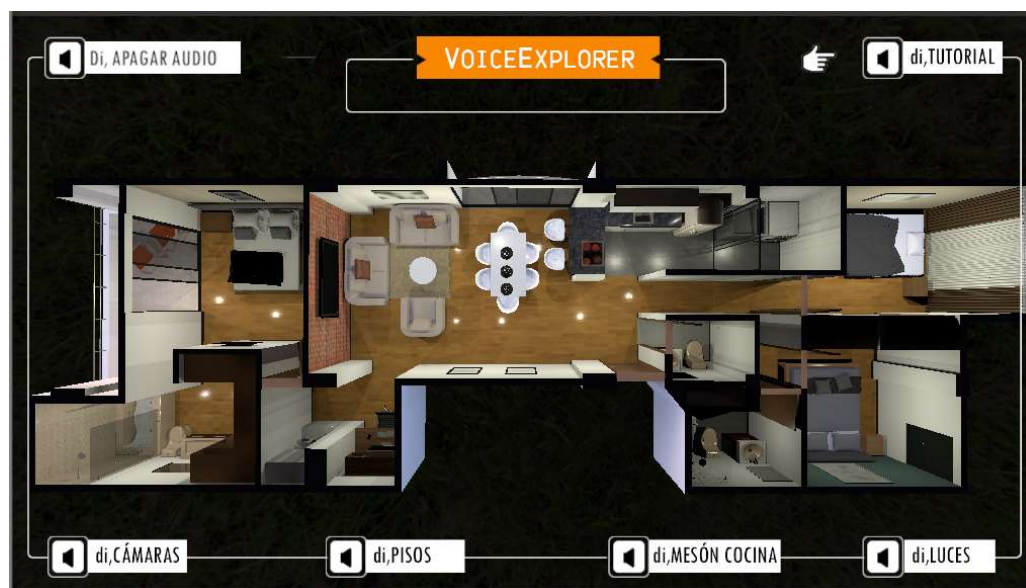 Di, APAGAR AUDIO
VOICEEXPLORER
di,TUTORIAL
di,CÁMARAS
di,PISOS
di,MESÓN COCINA
di,LUCES